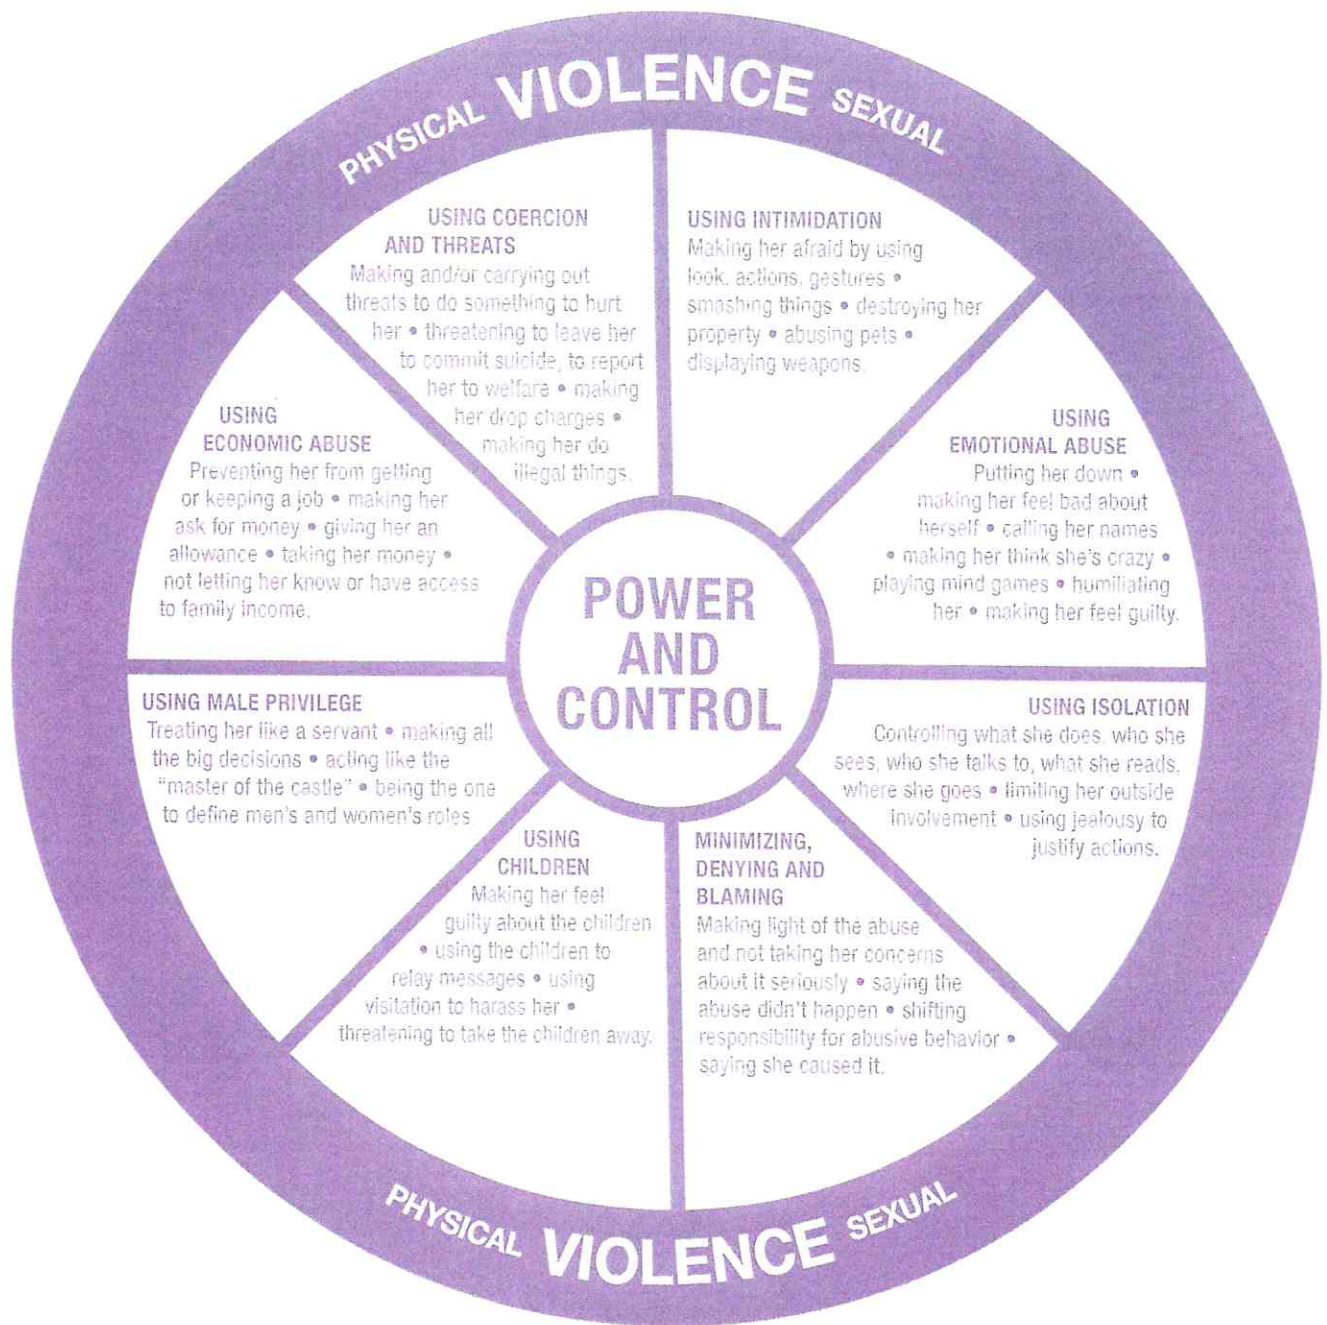 PHYSICAL VIOLENCE SEXUAL
USING COERCION
AND THREATS
Making and/or carrying out
threats to do something to hurt
her • threatening to leave her
to commit suicide, to report
her to welfare • making
her drop charges •
making her do
illegal things.
USING INTIMIDATION
Making her afraid by using
look, actions, gestures •
smashing things • destroying her
property • abusing pets •
displaying weapons.
USING
ECONOMIC ABUSE
Preventing her from getting
or keeping a job • making her
ask for money • giving her an
allowance • taking her money •
not letting her know or have access
to family income.
USING
EMOTIONAL ABUSE
Putting her down •
making her feel bad about
herself • calling her names
• making her think she's crazy •
playing mind games • humiliating
her • making her feel guilty.
POWER
AND
CONTROL
USING MALE PRIVILEGE
Treating her like a servant • making all
the big decisions • acting like the
"master of the castle" • being the one
to define men's and women's roles
USING ISOLATION
Controlling what she does, who she
sees, who she talks to, what she reads,
where she goes • limiting her outside
involvement • using jealousy to
justify actions.
USING
CHILDREN
Making her feel
guilty about the children
• using the children to
relay messages • using
visitation to harass her •
threatening to take the children away.
MINIMIZING,
DENYING AND
BLAMING
Making light of the abuse
and not taking her concerns
about it seriously • saying the
abuse didn't happen • shifting
responsibility for abusive behavior •
saying she caused it.
PHYSICAL VIOLENCE SEXUAL